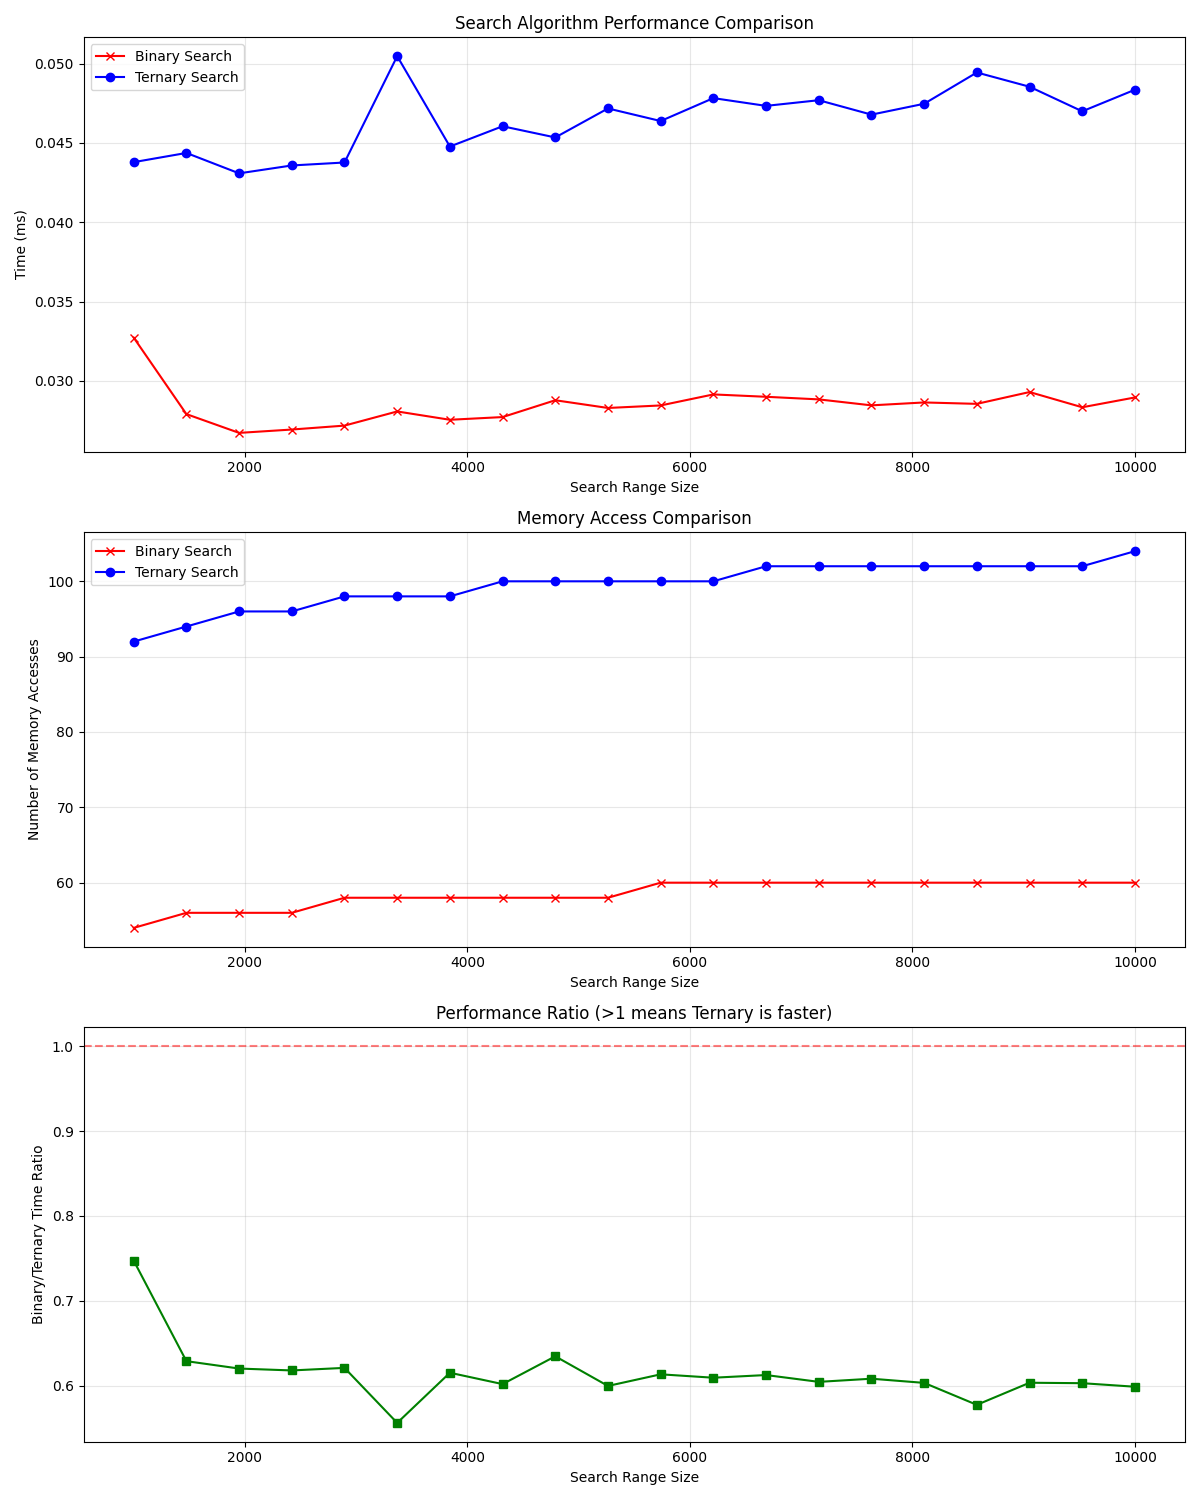 Search Algorithm Performance Comparison
Binary Search
Ternary Search
0.050
0.045
0.040
0.035
0.030
Time (ms)
2000 4000 6000 8000 10000
Search Range Size
Memory Access Comparison
Binary Search
Ternary Search
100
90
80
70
60
Number of Memory Accesses
2000 4000 6000 8000 10000
Search Range Size
Performance Ratio (>1 means Ternary is faster)
1.0
0.9
0.8
0.7
0.6
Binary/Ternary Time Ratio
2000 4000 6000 8000 10000
Search Range Size